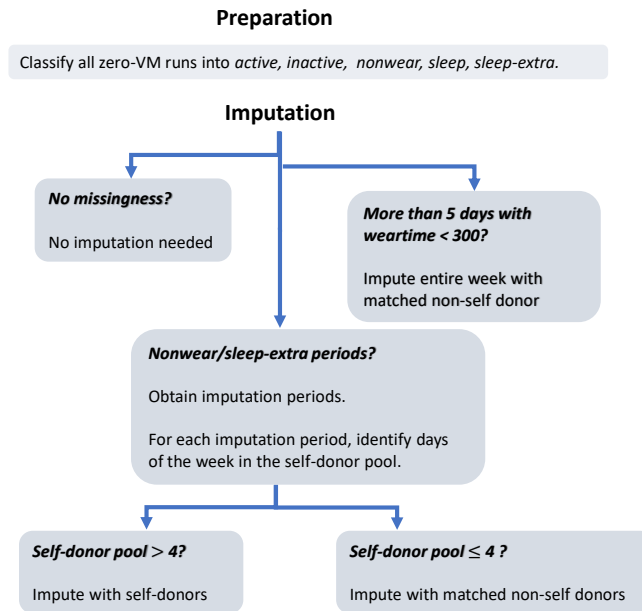 Preparation
Classify all zero-VM runs into active, inactive, nonwear, sleep, sleep-extra.
Imputation
No missingness?
No imputation needed
More than 5 days with
weartime < 300?
Impute entire week with
matched non-self donor
Nonwear/sleep-extra periods?
Obtain imputation periods.
For each imputation period, identify days
of the week in the self-donor pool.
Self-donor pool > 4?
Impute with self-donors
Self-donor pool ≤ 4 ?
Impute with matched non-self donors